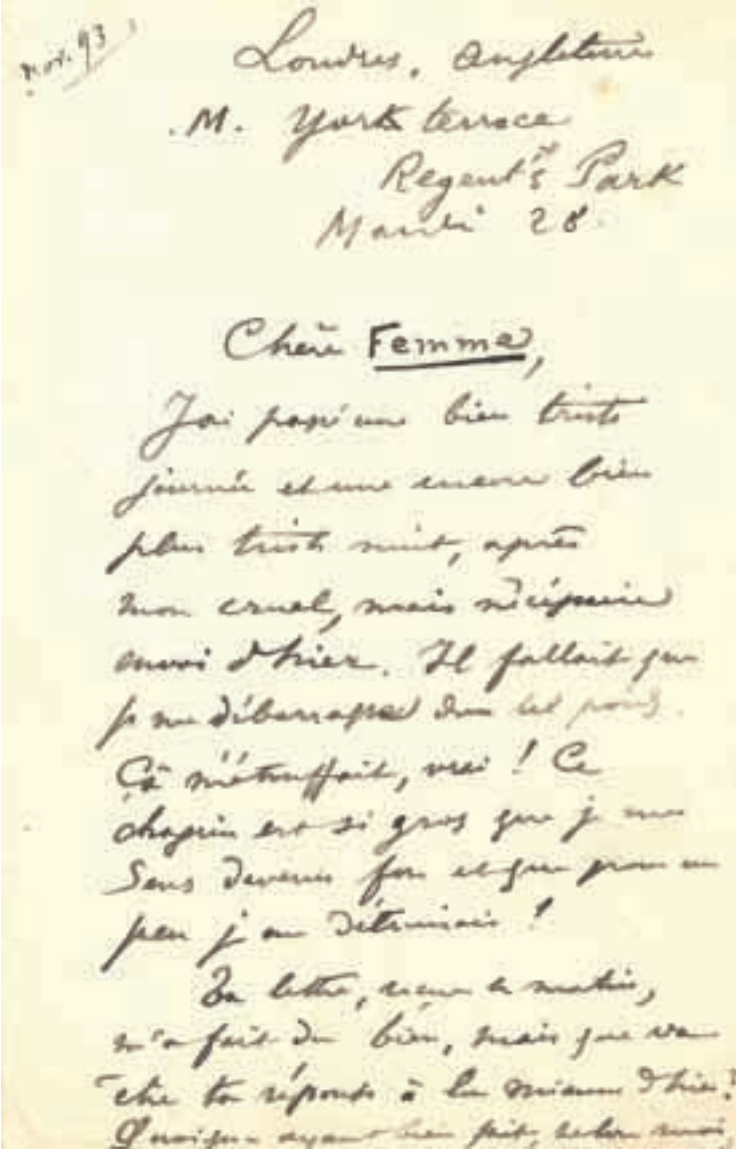 nov. 93
Londres, Angleterre
M. York terrace
Regent's Park
Mardi 28.
Chère Femme,
J'ai passé une bien triste
journée et une encore bien
plus triste nuit, après
mon cruel, mais nécessaire
envoi d'hier. Il fallait que
je me débarrasse d'un tel poids.
Ça m'étouffait, vrai ! Ce
chagrin est si gros que je me
sens devenir fou et que pour un
peu je me détruirais !
Ta lettre, reçue ce matin,
m'a fait du bien, mais que va
être ta réponse à la mienne d'hier ?
Quoique ayant bien fait, selon moi,